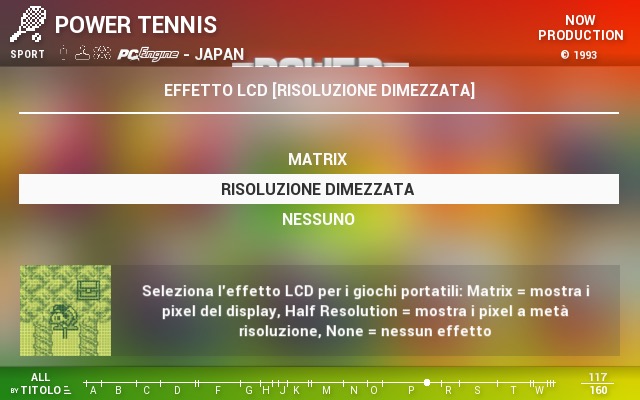 POWER TENNIS
NOW
PRODUCTION
SPORT
PC Engine - JAPAN
© 1993
POWER
EFFETTO LCD [RISOLUZIONE DIMEZZATA]
MATRIX
RISOLUZIONE DIMEZZATA
NESSUNO
Seleziona l'effetto LCD per i giochi portatili: Matrix = mostra i
pixel del display, Half Resolution = mostra i pixel a metà
risoluzione, None = nessun effetto
ALL
BY TITOLO
A B C D F G H J K M N O P R S T W
117
160